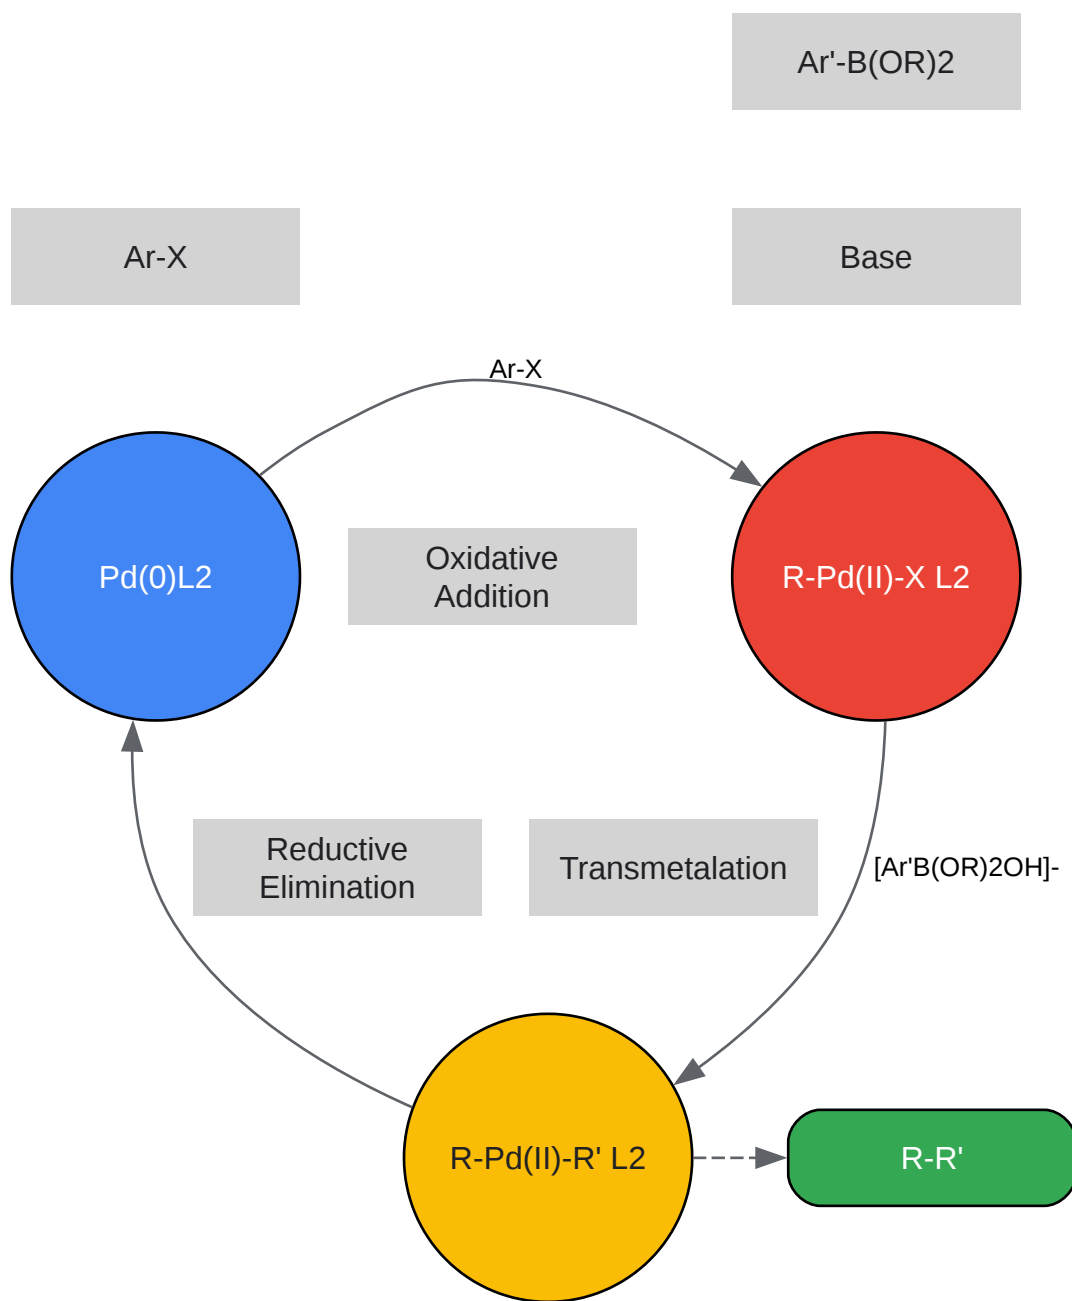 Ar'-B(OR)2
Ar-X
Base
Ar-X
Pd(0)L2
Oxidative
Addition
R-Pd(II)-X L2
Reductive
Elimination
Transmetalation
[Ar'B(OR)2OH]-
R-Pd(II)-R' L2
R-R'